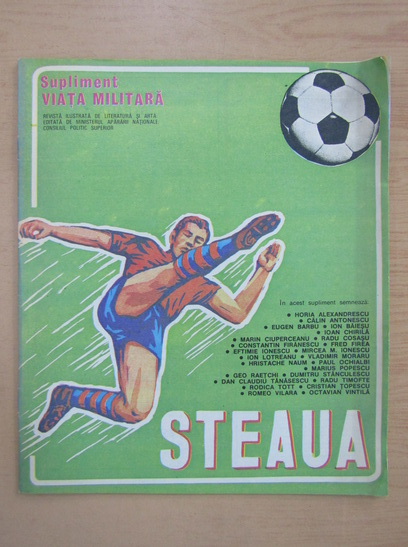 Supliment
VIAȚA MILITARĂ
REVISTĂ ILUSTRATĂ DE LITERATURĂ ȘI ARTĂ
EDITATĂ DE MINISTERUL APĂRĂRII NAȚIONALE
CONSILIUL POLITIC SUPERIOR
În acest supliment semnează:
• HORIA ALEXANDRESCU
• CĂLIN ANTONESCU
• EUGEN BARBU • ION BĂIEȘU
• IOAN CHIRILĂ
• MARIN CIUPERCEANU • RADU COSAȘU
• CONSTANTIN FIRĂNESCU • FRED FIREA
• EFTIMIE IONESCU • MIRCEA M. IONESCU
• ION LOTREANU • VLADIMIR MORARU
• HRISTACHE NAUM • PAUL OCHIALBI
• MARIUS POPESCU
• GEO RAETCHI • DUMITRU STĂNCULESCU
• DAN CLAUDIU TĂNĂSESCU • RADU TIMOFTE
• RODICA TOTT • CRISTIAN ȚOPESCU
• ROMEO VILARA • OCTAVIAN VINTILĂ
STEAUA